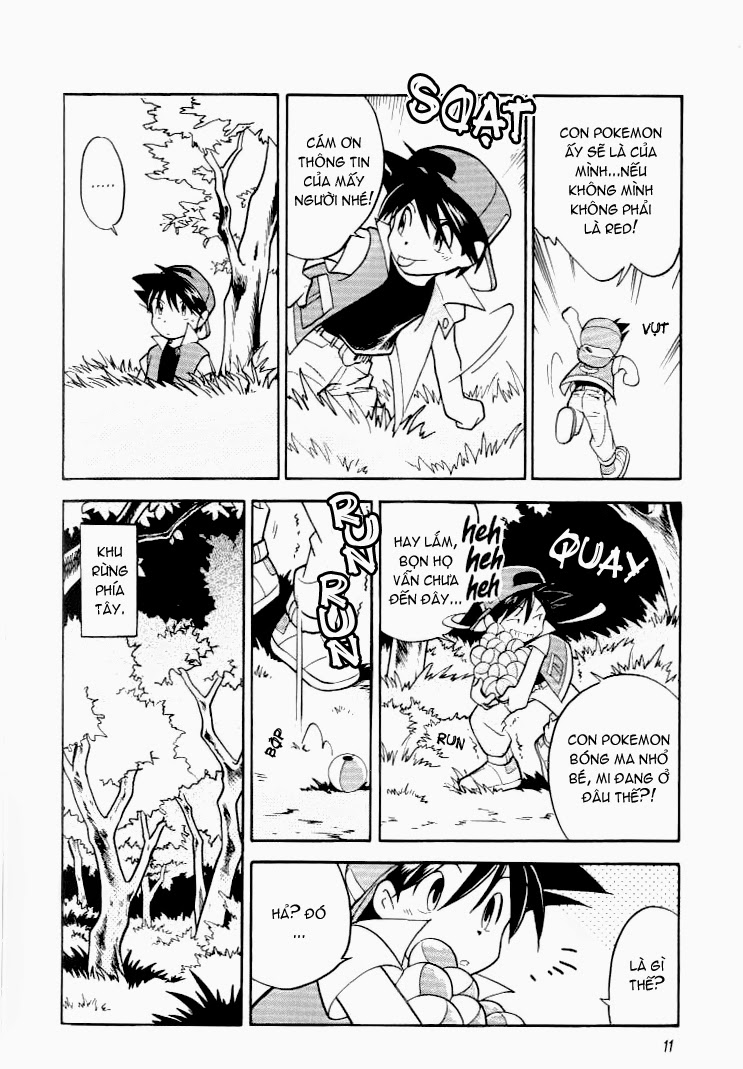 .....
SOẠT
CÁM ƠN
THÔNG TIN
CỦA MẤY
NGƯỜI NHÉ!
CON POKEMON
ẤY SẼ LÀ CỦA
MÌNH...NẾU
KHÔNG MÌNH
KHÔNG PHẢI
LÀ RED!
VỤT
KHU
RỪNG
PHÍA
TÂY.
RUN
RUN
BỘP
HAY LẮM,
BỌN HỌ
VẪN CHƯA
ĐẾN ĐÂY...
heh
heh
heh
QUAY
RUN
CON POKEMON
BÓNG MA NHỎ
BÉ, MI ĐANG Ở
ĐÂU THẾ?!
HẢ? ĐÓ
...
LÀ GÌ
THẾ?
11